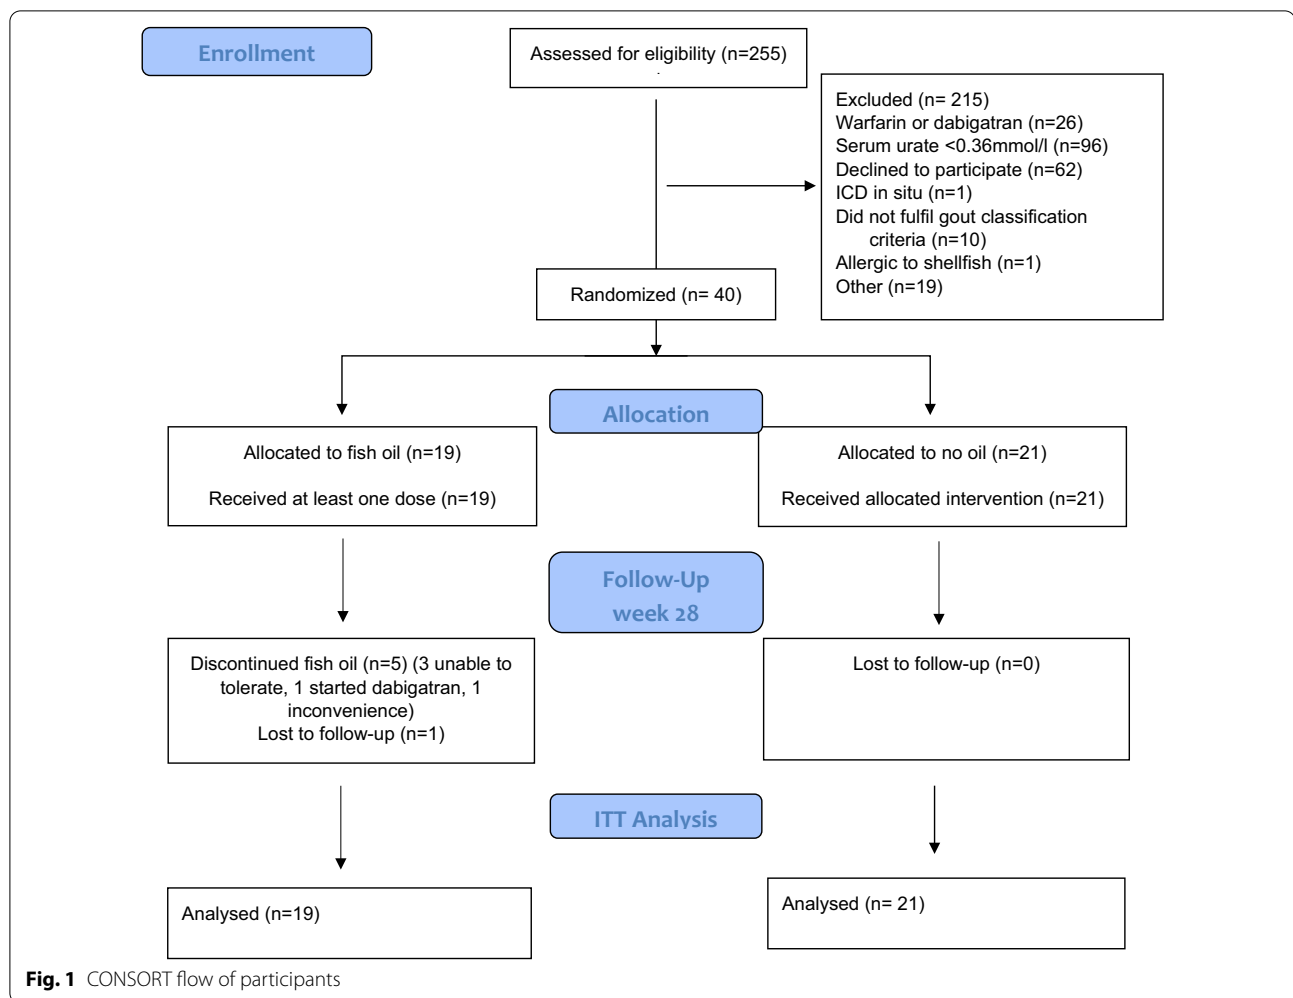 Enrollment
Assessed for eligibility (n=255)
.
Excluded (n= 215)
Warfarin or dabigatran (n=26)
Serum urate <0.36mmol/l (n=96)
Declined to participate (n=62)
ICD in situ (n=1)
Did not fulfil gout classification
criteria (n=10)
Allergic to shellfish (n=1)
Other (n=19)
Randomized (n= 40)
Allocation
Allocated to fish oil (n=19)
Received at least one dose (n=19)
Allocated to no oil (n=21)
Received allocated intervention (n=21)
Follow-Up
week 28
Discontinued fish oil (n=5) (3 unable to
tolerate, 1 started dabigatran, 1
inconvenience)
Lost to follow-up (n=1)
Lost to follow-up (n=0)
ITT Analysis
Analysed (n=19)
Analysed (n= 21)
Fig. 1 CONSORT flow of participants